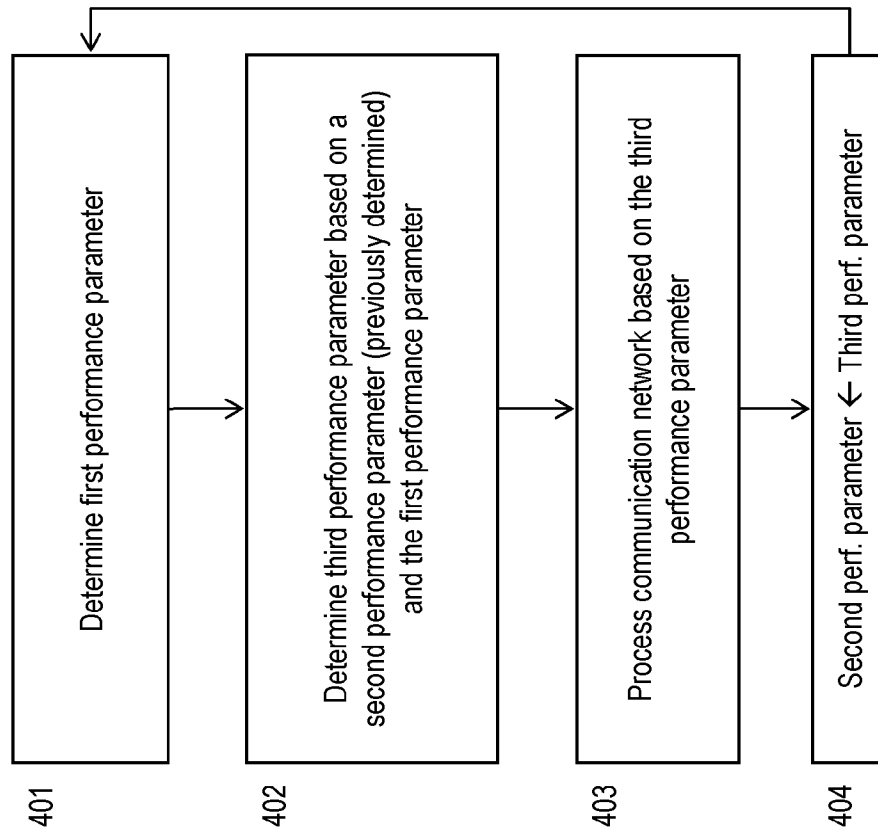 401
Determine first performance parameter
402
Determine third performance parameter based on a
second performance parameter (previously determined)
and the first performance parameter
403
Process communication network based on the third
performance parameter
404
Second perf. parameter ← Third perf. parameter